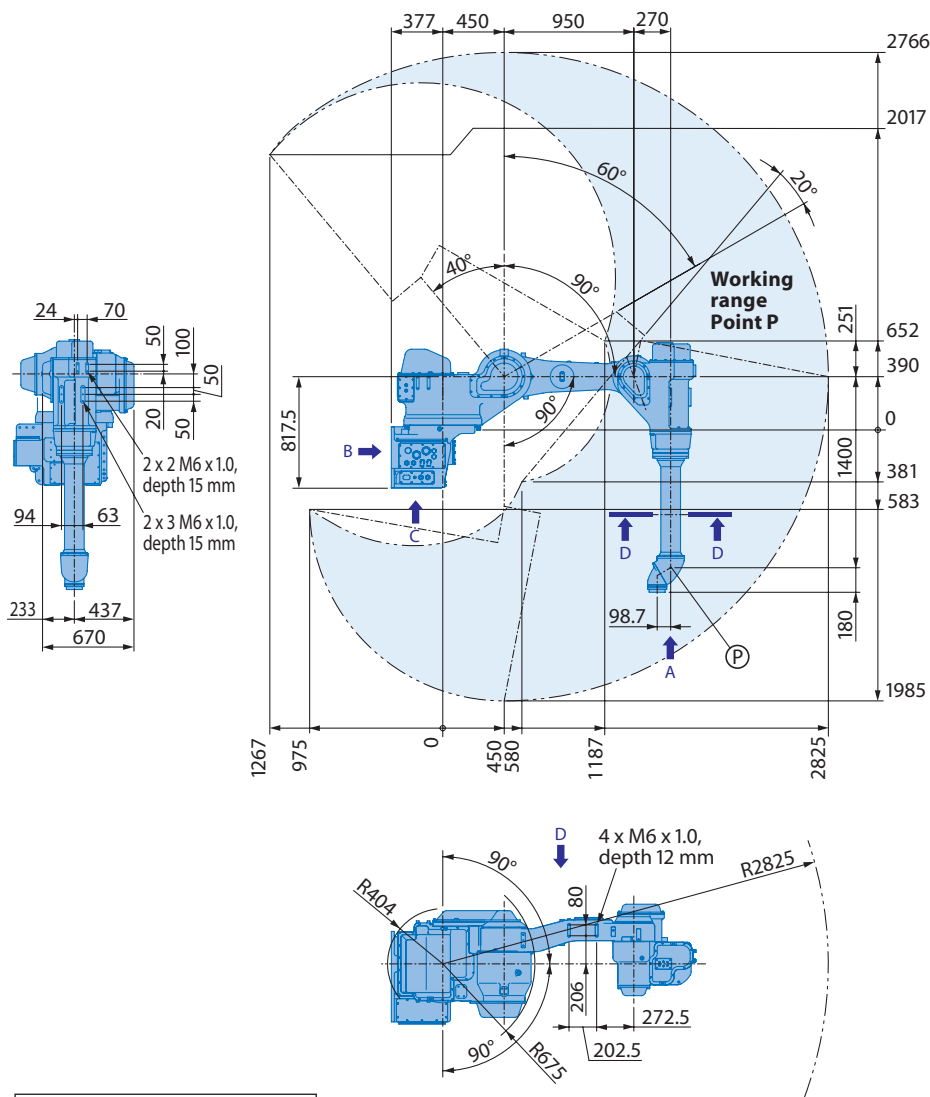 377 450 950 270
2766
2017
60°
20°
40°
90°
Working
range
Point P
24 70
50
100
50
20
50
251
652
390
0
381
583
1400
817.5
90°
B
C
D D
2 x 2 M6 x 1.0,
depth 15 mm
94 63
2 x 3 M6 x 1.0,
depth 15 mm
233 437
670
98.7
180
P
A
1985
1267
975
0
450
580
1187
2825
D
4 x M6 x 1.0,
depth 12 mm
90°
80
R2825
R404
206
272.5
202.5
90°
R675